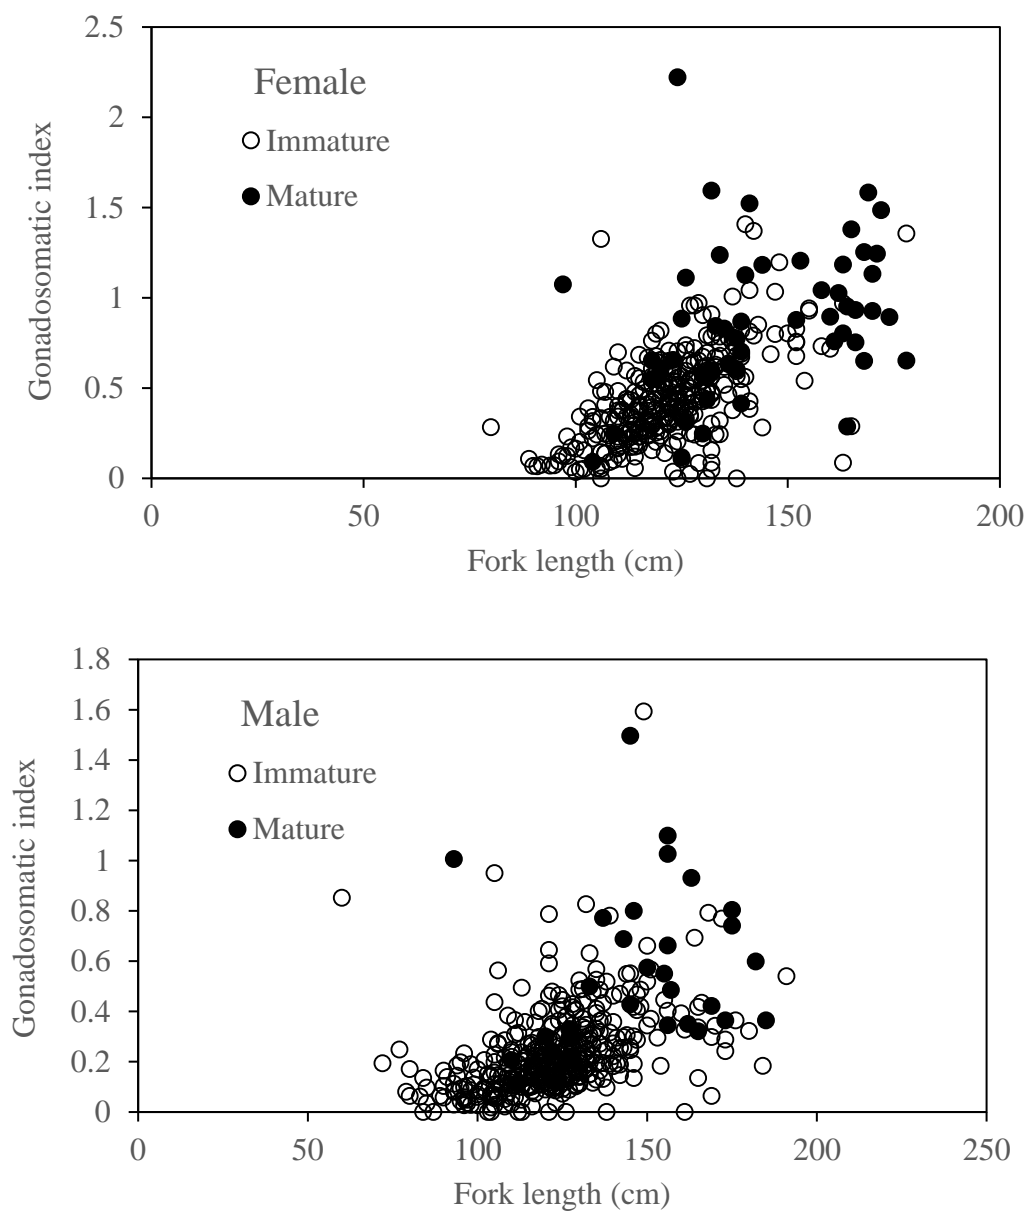 2.5
Female
2
Immature
Mature
1.5
1
0.5
0
Gonadosomatic index
0 50 100 150 200
Fork length (cm)
1.8
Male
1.6
Immature
1.4
Mature
1.2
1
0.8
0.6
0.4
0.2
0
Gonadosomatic index
0 50 100 150 200 250
Fork length (cm)